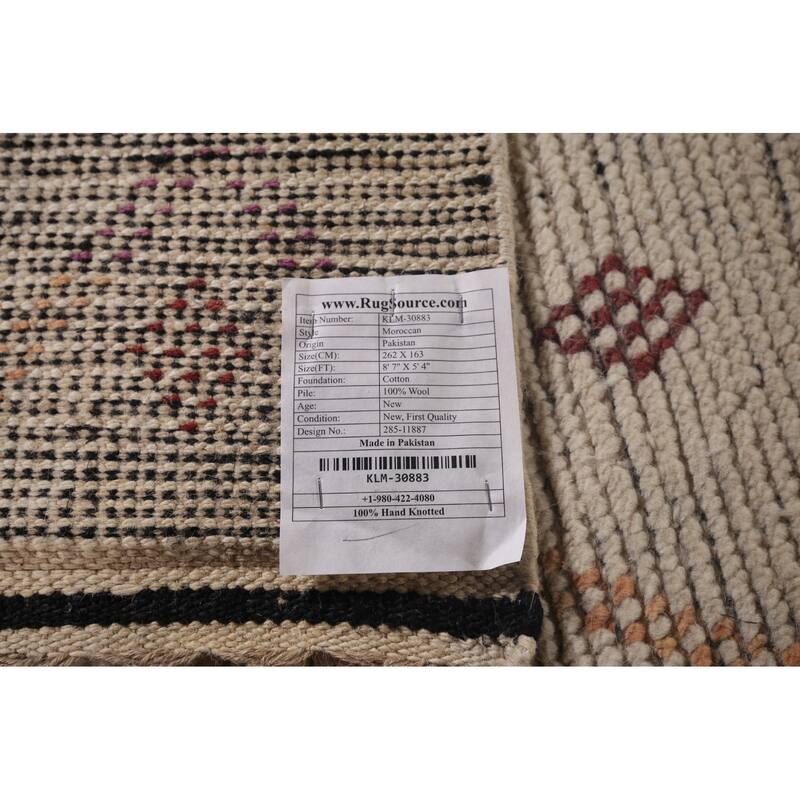 www.RugSource.com
Item Number: KLM-30883
Style Moroccan
Origin Pakistan
Size(CM): 262 X 163
Size(FT): 8' 7" X 5' 4"
Foundation: Cotton
Pile: 100% Wool
Age: New
Condition: New, First Quality
Design No.: 285-11887
Made in Pakistan
KLM-30883
+1-980-422-4080
100% Hand Knotted